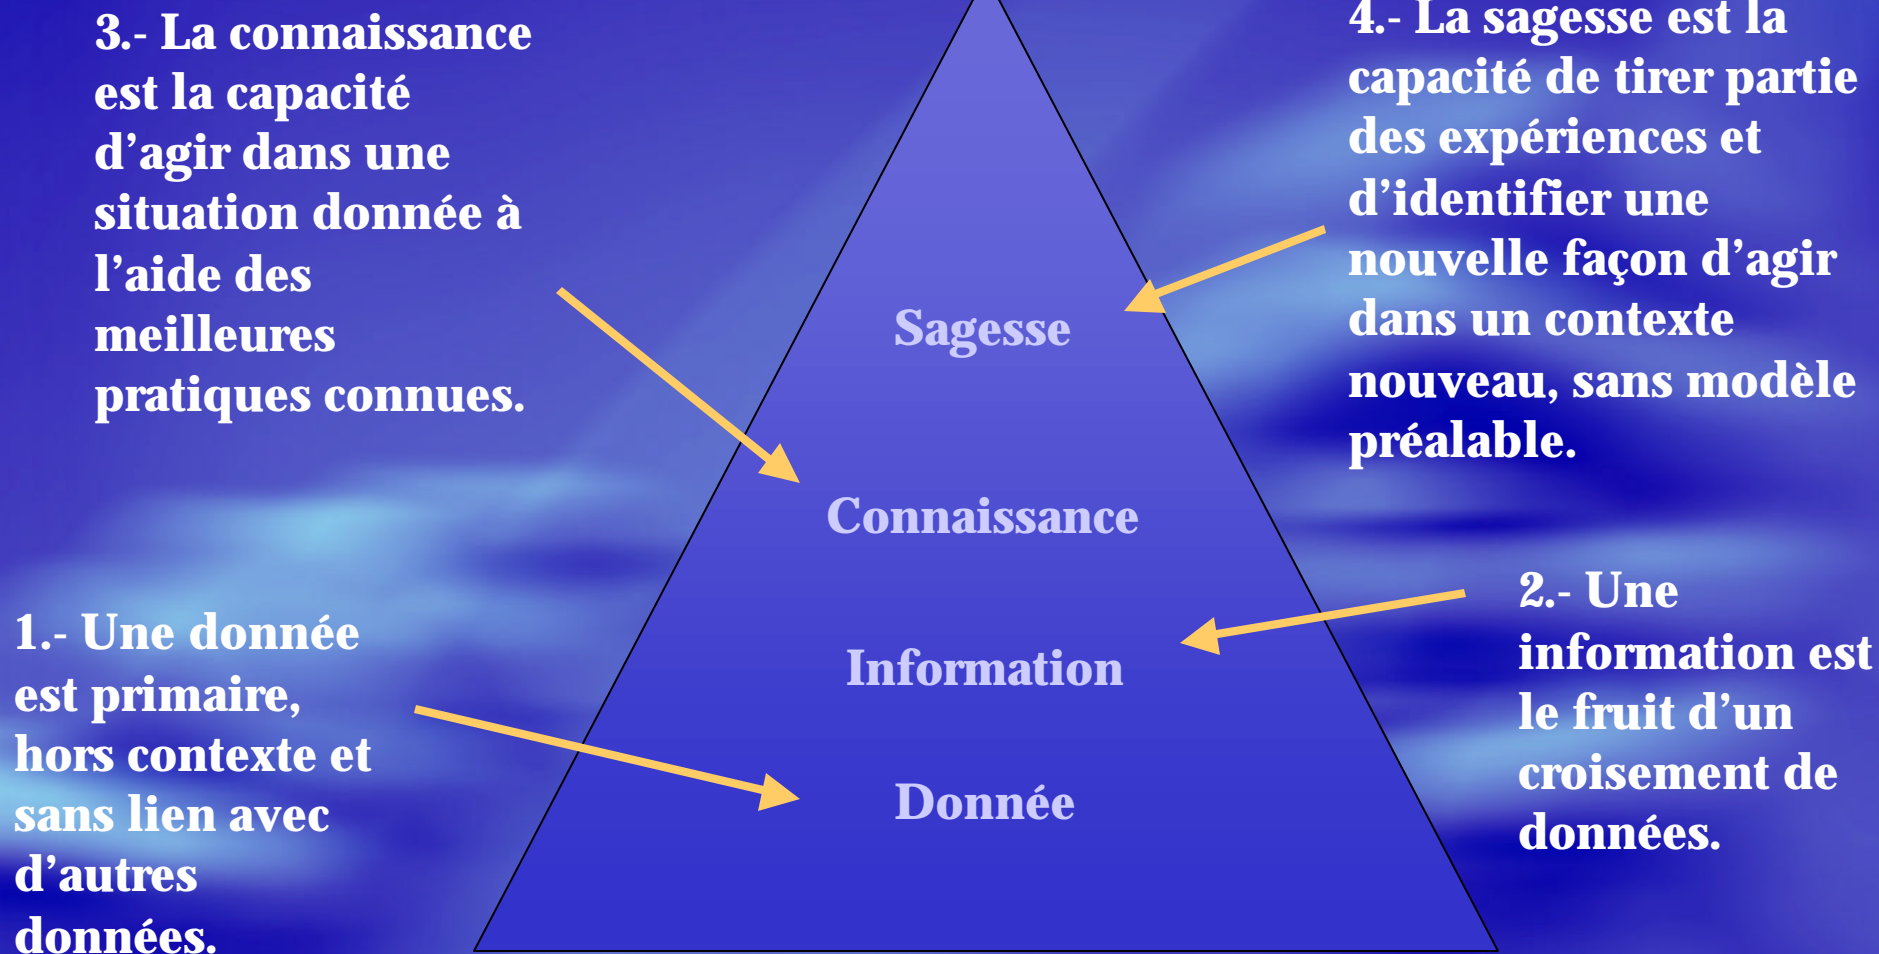 3.- La connaissance
est la capacité
d’agir dans une
situation donnée à
l’aide des
meilleures
pratiques connues.
4.- La sagesse est la
capacité de tirer partie
des expériences et
d’identifier une
nouvelle façon d’agir
dans un contexte
nouveau, sans modèle
préalable.
Sagesse
Connaissance
Information
Donnée
1.- Une donnée
est primaire,
hors contexte et
sans lien avec
d’autres
données.
2.- Une
information est
le fruit d’un
croisement de
données.